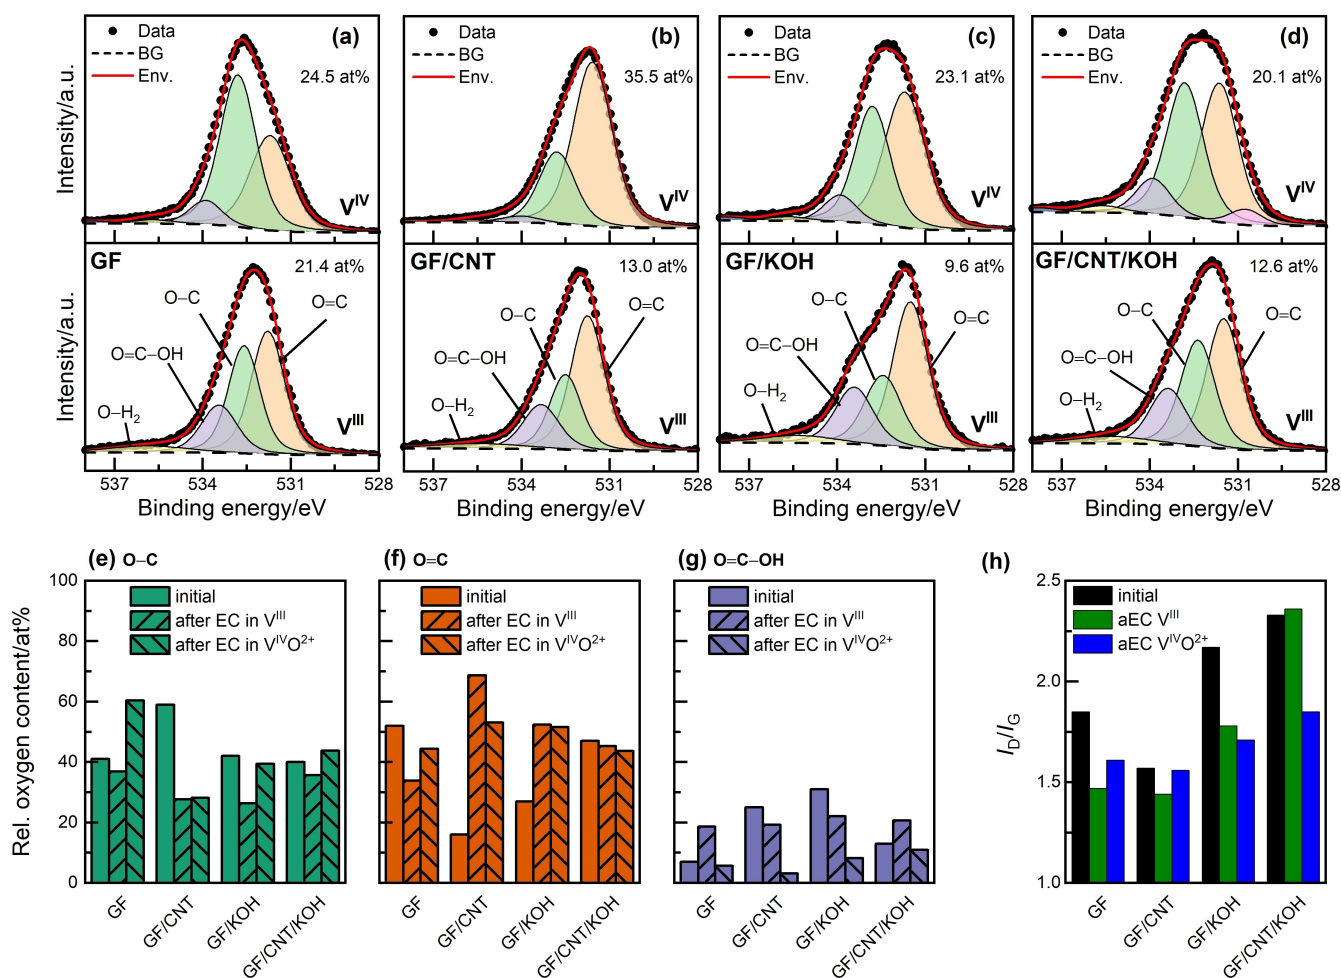 Data
BG
Env.
(a)
24.5 at%
V^IV
Data
BG
Env.
(b)
35.5 at%
V^IV
Data
BG
Env.
(c)
23.1 at%
V^IV
Data
BG
Env.
(d)
20.1 at%
V^IV
Intensity/a.u.
GF
21.4 at%
O–C
O=C
O=C–OH
O–H₂
V^III
GF/CNT
13.0 at%
O–C
O=C
O=C–OH
O–H₂
V^III
GF/KOH
9.6 at%
O–C
O=C
O=C–OH
O–H₂
V^III
GF/CNT/KOH
12.6 at%
O–C
O=C
O=C–OH
O–H₂
V^III
Intensity/a.u.
537 534 531 528
537 534 531 528
537 534 531 528
537 534 531 528
Binding energy/eV
Binding energy/eV
Binding energy/eV
Binding energy/eV
(e) O–C
initial
after EC in V^III
after EC in V^IVO^2+
Rel. oxygen content/at%
100
80
60
40
20
0
GF
GF/CNT
GF/KOH
GF/CNT/KOH
(f) O=C
initial
after EC in V^III
after EC in V^IVO^2+
GF
GF/CNT
GF/KOH
GF/CNT/KOH
(g) O=C–OH
initial
after EC in V^III
after EC in V^IVO^2+
GF
GF/CNT
GF/KOH
GF/CNT/KOH
(h)
initial
aEC V^III
aEC V^IVO^2+
I_D/I_G
2.5
2.0
1.5
1.0
GF
GF/CNT
GF/KOH
GF/CNT/KOH